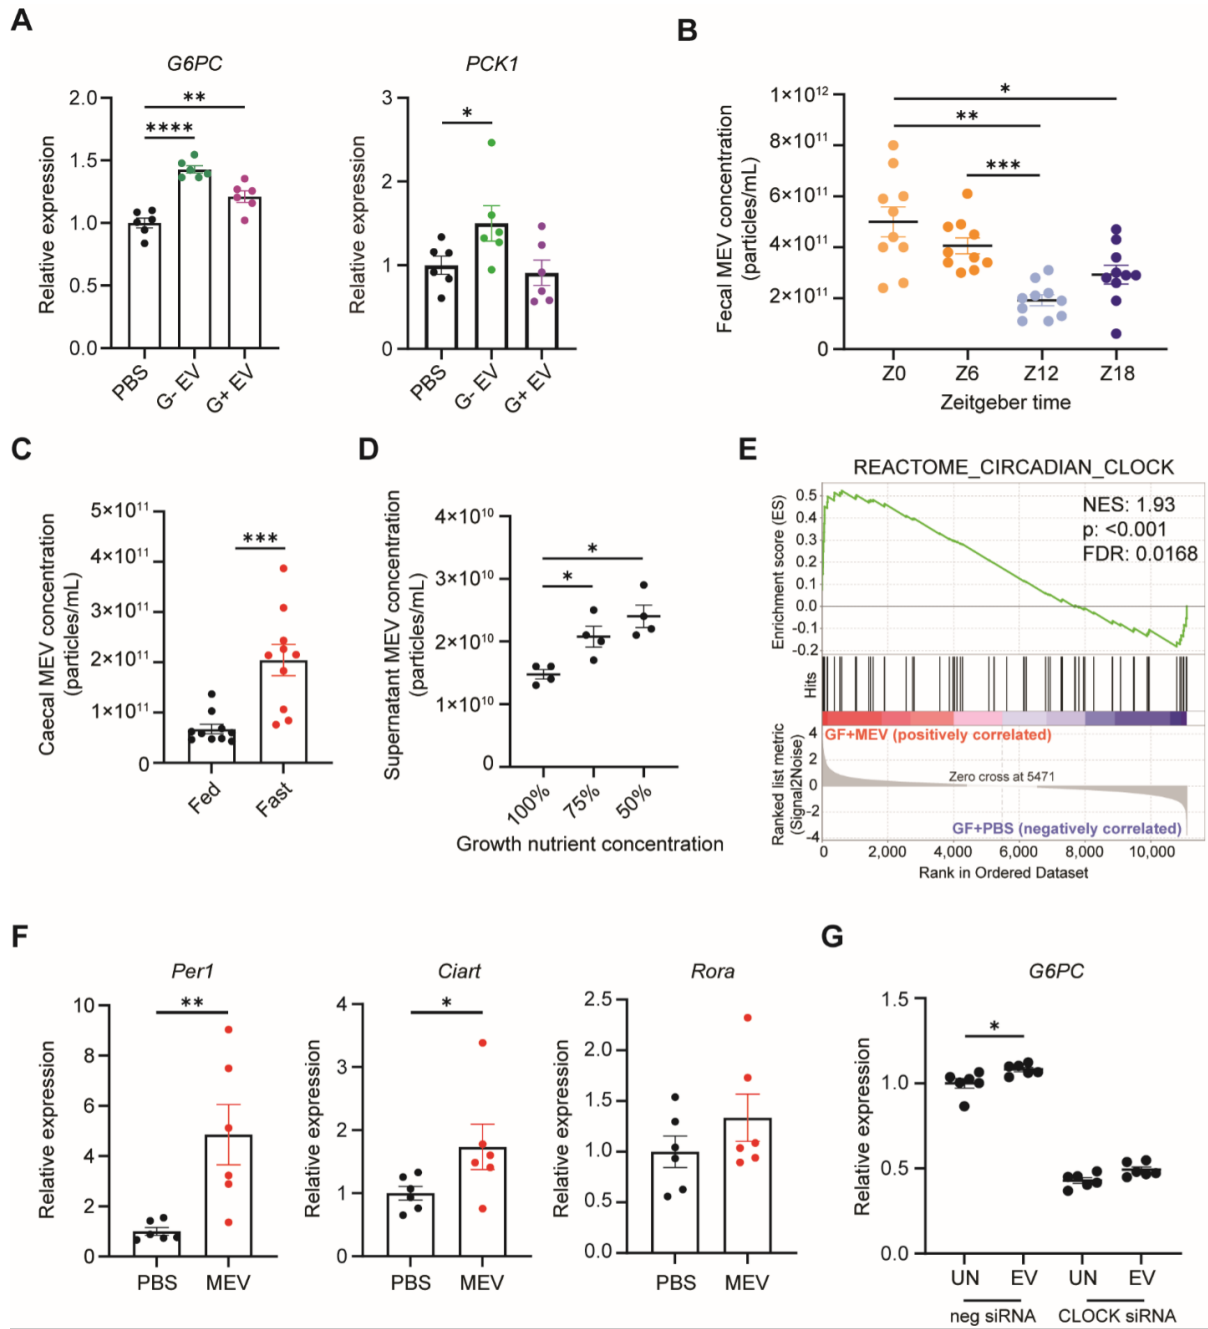 A
G6PC
Relative expression
2.0
1.5
1.0
0.5
0.0
**
****
PBS
G- EV
G+ EV
PCK1
Relative expression
3
2
1
0
*
PBS
G- EV
G+ EV
B
Fecal MEV concentration
(particles/mL)
1×10¹²
8×10¹¹
6×10¹¹
4×10¹¹
2×10¹¹
0
*
**
***
Z0
Z6
Z12
Z18
Zeitgeber time
C
Caecal MEV concentration
(particles/mL)
5×10¹¹
4×10¹¹
3×10¹¹
2×10¹¹
1×10¹¹
0
***
Fed
Fast
D
Supernatant MEV concentration
(particles/mL)
4×10¹⁰
3×10¹⁰
2×10¹⁰
1×10¹⁰
0
*
*
100%
75%
50%
Growth nutrient concentration
E
REACTOME_CIRCADIAN_CLOCK
Enrichment score (ES)
0.5
0.4
0.3
0.2
0.1
0.0
-0.1
-0.2
NES: 1.93
p: <0.001
FDR: 0.0168
Hits
GF+MEV (positively correlated)
Ranked list metric
(Signal2Noise)
4
2
0
-2
-4
Zero cross at 5471
GF+PBS (negatively correlated)
0
2,000
4,000
6,000
8,000
10,000
Rank in Ordered Dataset
F
Per1
Relative expression
10
8
6
4
2
0
**
PBS
MEV
Ciart
Relative expression
4
3
2
1
0
*
PBS
MEV
Rora
Relative expression
2.5
2.0
1.5
1.0
0.5
0.0
PBS
MEV
G
G6PC
Relative expression
1.5
1.0
0.5
0.0
*
UN
EV
UN
EV
neg siRNA
CLOCK siRNA